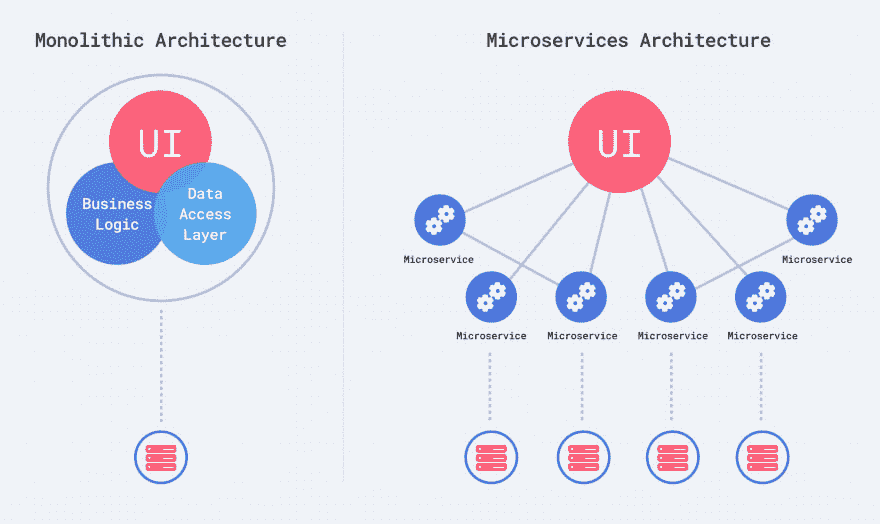 Monolithic Architecture
Microservices Architecture
UI
Business
Logic
Data
Access
Layer
UI
Microservice
Microservice
Microservice
Microservice
Microservice
Microservice